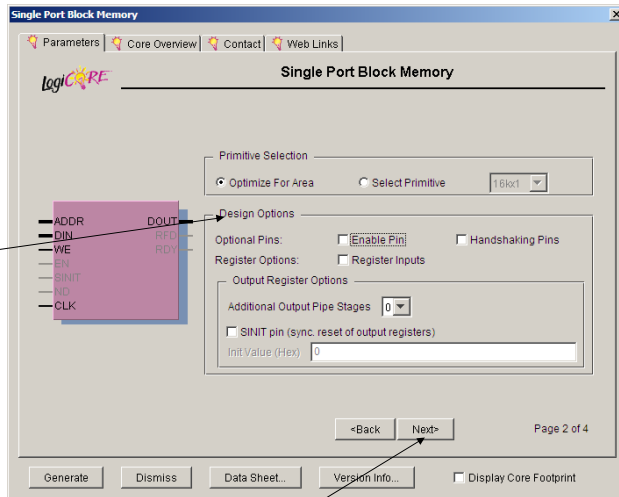 Single Port Block Memory
Parameters Core Overview Contact Web Links
LogiCORE
Single Port Block Memory
Primitive Selection
Optimize For Area Select Primitive 16kx1
ADDR DOUT
DIN RFD
WE RDY
EN
SINIT
ND
CLK
Design Options
Optional Pins: Enable Pin Handshaking Pins
Register Options: Register Inputs
Output Register Options
Additional Output Pipe Stages 0
SINIT pin (sync. reset of output registers)
Init Value (Hex) 0
<Back Next> Page 2 of 4
Generate Dismiss Data Sheet... Version Info... Display Core Footprint